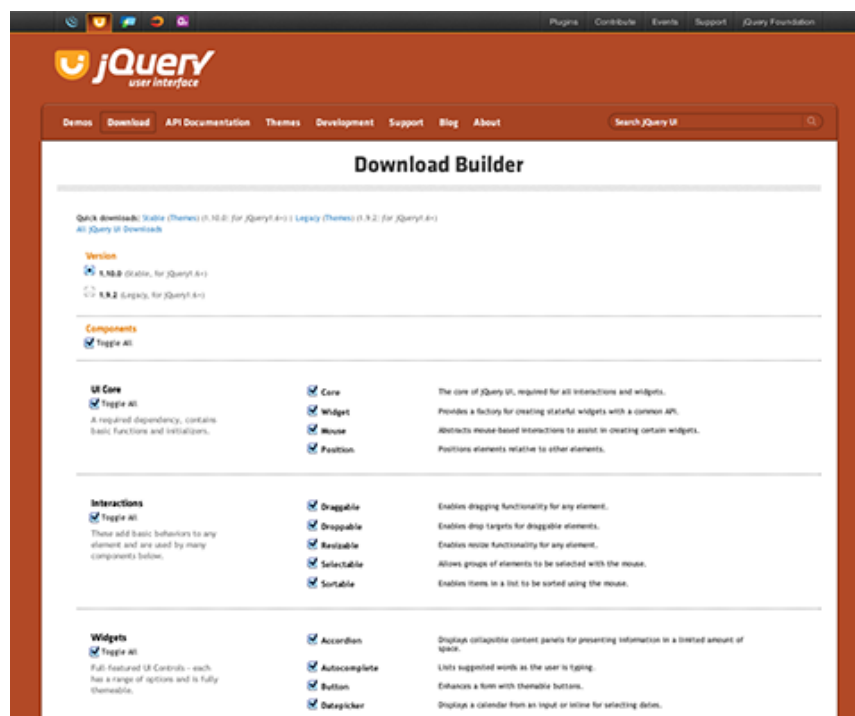 Plugins Contribute Events Support jQuery Foundation
jQuery
user interface
Demos Download API Documentation Themes Development Support Blog About Search jQuery UI
Download Builder
Quick downloads: Stable (Themes) (1.10.0: for jQuery1.6+) | Legacy (Themes) (1.9.2: for jQuery1.6+)
All jQuery UI Downloads
Version
1.10.0 (Stable, for jQuery1.6+)
1.9.2 (Legacy, for jQuery1.6+)
Components
Toggle All
UI Core
Toggle All
A required dependency, contains
basic functions and initializers.
Core The core of jQuery UI, required for all interactions and widgets.
Widget Provides a factory for creating stateful widgets with a common API.
Mouse Abstracts mouse-based interactions to assist in creating certain widgets.
Position Positions elements relative to other elements.
Interactions
Toggle All
These add basic behaviors to any
element and are used by many
components below.
Draggable Enables dragging functionality for any element.
Droppable Enables drop targets for draggable elements.
Resizable Enables resize functionality for any element.
Selectable Allows groups of elements to be selected with the mouse.
Sortable Enables items in a list to be sorted using the mouse.
Widgets
Toggle All
Full-featured UI Controls - each
has a range of options and is fully
themeable.
Accordion Displays collapsible content panels for presenting information in a limited amount of
space.
Autocomplete Lists suggested words as the user is typing.
Button Enhances a form with themable buttons.
Datepicker Displays a calendar from an input or inline for selecting dates.